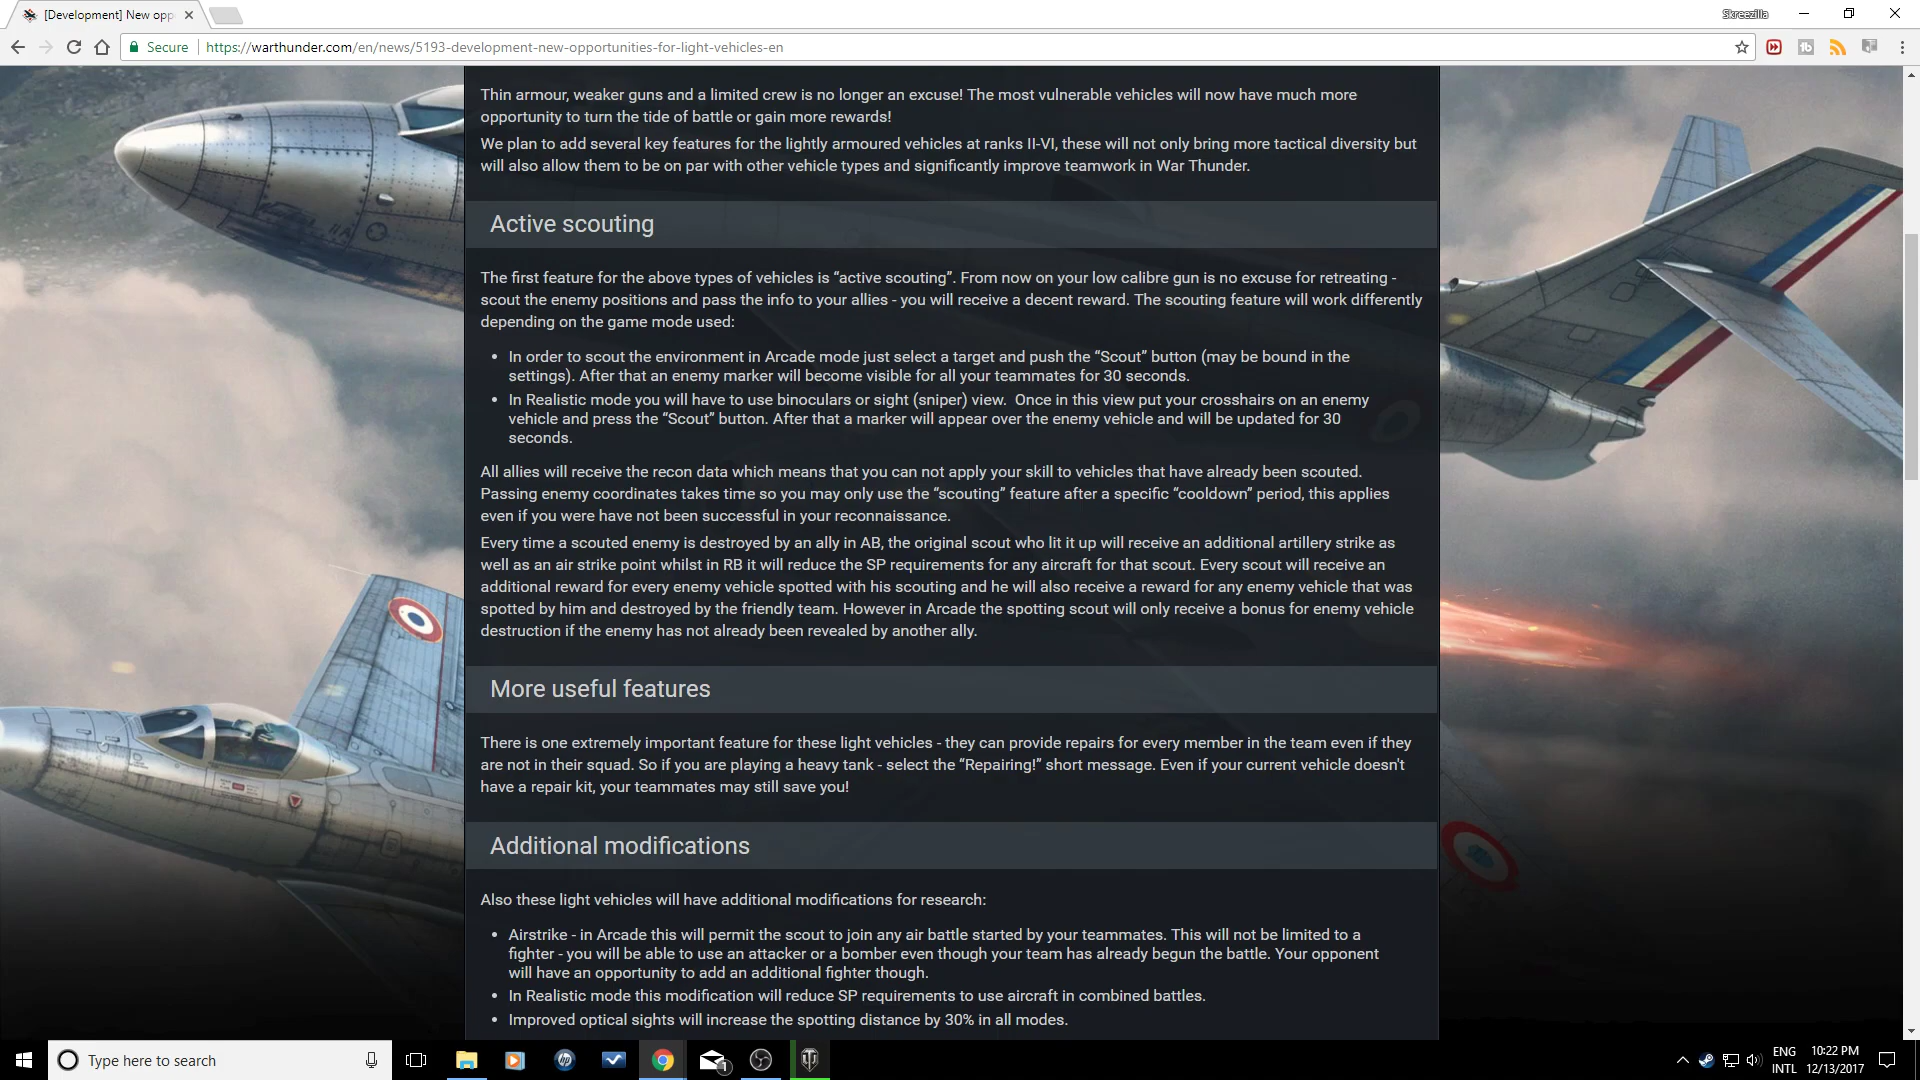 [Development] New opp
Skreezilla
Secure
https://warthunder.com/en/news/5193-development-new-opportunities-for-light-vehicles-en
Thin armour, weaker guns and a limited crew is no longer an excuse! The most vulnerable vehicles will now have much more
opportunity to turn the tide of battle or gain more rewards!
We plan to add several key features for the lightly armoured vehicles at ranks II-VI, these will not only bring more tactical diversity but
will also allow them to be on par with other vehicle types and significantly improve teamwork in War Thunder.
Active scouting
The first feature for the above types of vehicles is “active scouting”. From now on your low calibre gun is no excuse for retreating -
scout the enemy positions and pass the info to your allies - you will receive a decent reward. The scouting feature will work differently
depending on the game mode used:
• In order to scout the environment in Arcade mode just select a target and push the “Scout” button (may be bound in the
settings). After that an enemy marker will become visible for all your teammates for 30 seconds.
• In Realistic mode you will have to use binoculars or sight (sniper) view. Once in this view put your crosshairs on an enemy
vehicle and press the “Scout” button. After that a marker will appear over the enemy vehicle and will be updated for 30
seconds.
All allies will receive the recon data which means that you can not apply your skill to vehicles that have already been scouted.
Passing enemy coordinates takes time so you may only use the “scouting” feature after a specific “cooldown” period, this applies
even if you were have not been successful in your reconnaissance.
Every time a scouted enemy is destroyed by an ally in AB, the original scout who lit it up will receive an additional artillery strike as
well as an air strike point whilst in RB it will reduce the SP requirements for any aircraft for that scout. Every scout will receive an
additional reward for every enemy vehicle spotted with his scouting and he will also receive a reward for any enemy vehicle that was
spotted by him and destroyed by the friendly team. However in Arcade the spotting scout will only receive a bonus for enemy vehicle
destruction if the enemy has not already been revealed by another ally.
More useful features
There is one extremely important feature for these light vehicles - they can provide repairs for every member in the team even if they
are not in their squad. So if you are playing a heavy tank - select the “Repairing!” short message. Even if your current vehicle doesn't
have a repair kit, your teammates may still save you!
Additional modifications
Also these light vehicles will have additional modifications for research:
• Airstrike - in Arcade this will permit the scout to join any air battle started by your teammates. This will not be limited to a
fighter - you will be able to use an attacker or a bomber even though your team has already begun the battle. Your opponent
will have an opportunity to add an additional fighter though.
• In Realistic mode this modification will reduce SP requirements to use aircraft in combined battles.
• Improved optical sights will increase the spotting distance by 30% in all modes.
Type here to search
1
ENG
INTL
10:22 PM
12/13/2017